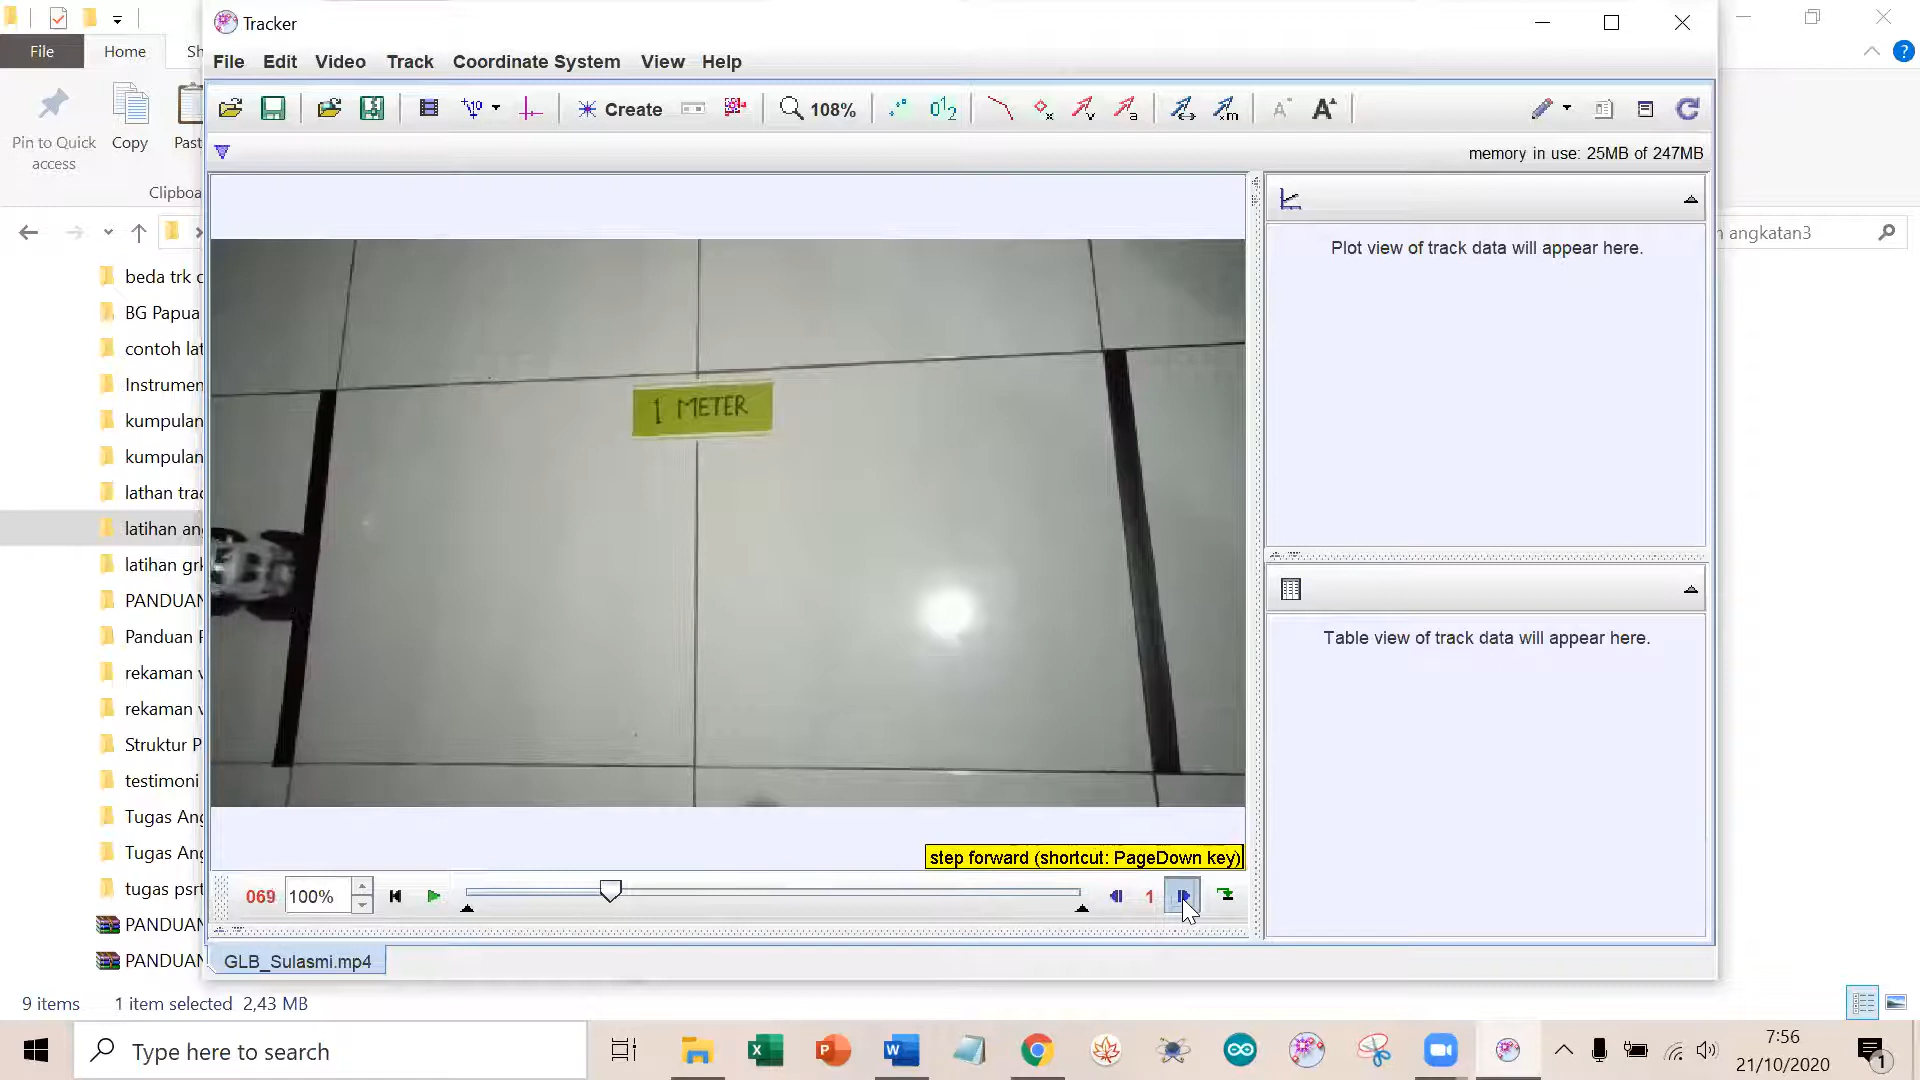 Tracker
File Home Sh
File Edit Video Track Coordinate System View Help
Pin to Quick access
Copy
Past
Clipboa
Create
108%
memory in use: 25MB of 247MB
Plot view of track data will appear here.
n angkatan3
beda trk d
BG Papua
contoh lat
Instrumen
kumpulan
kumpulan
lathan trac
latihan an
latihan grk
PANDUAN
Panduan P
rekaman v
rekaman v
Struktur P
testimoni
Tugas Ang
Tugas Ang
tugas psrt
PANDUAN
PANDUAN
1 METER
Table view of track data will appear here.
step forward (shortcut: PageDown key)
069 100% 1
GLB_Sulasmi.mp4
9 items 1 item selected 2,43 MB
Type here to search
7:56
21/10/2020
1